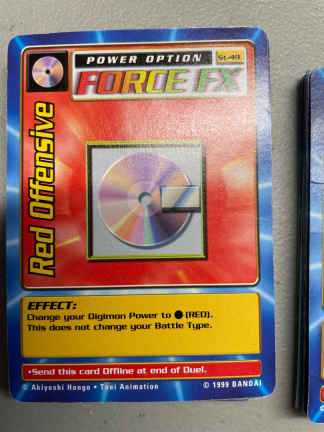 POWER OPTION
St-49
FORCE FX
Red Offensive
EFFECT:
Change your Digimon Power to ● (RED).
This does not change your Battle Type.
•Send this card Offline at end of Duel.
© Akiyoshi Hongo • Toei Animation © 1999 BANDAI